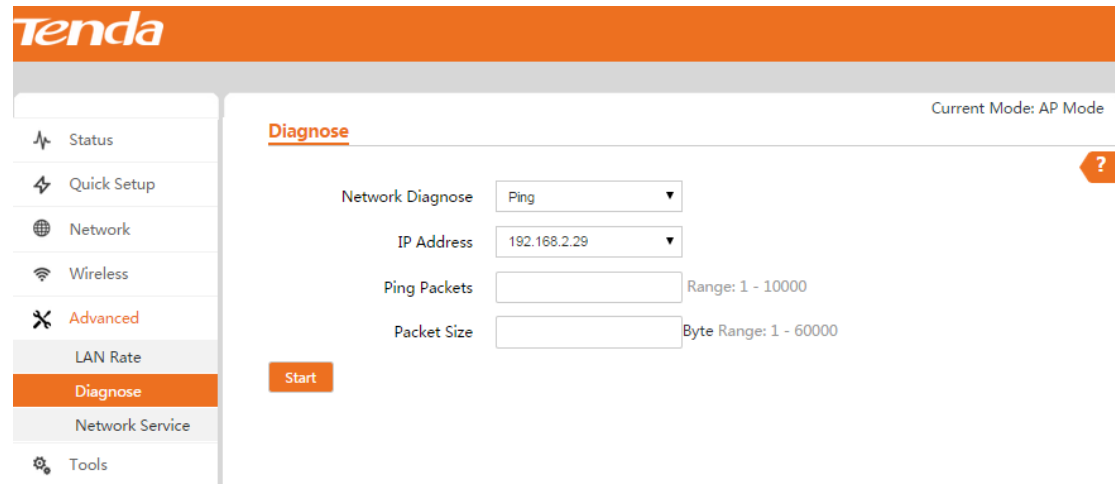 Tenda
Current Mode: AP Mode
Status
Quick Setup
Network
Wireless
Advanced
LAN Rate
Diagnose
Network Service
Tools
Diagnose
?
Network Diagnose Ping
IP Address 192.168.2.29
Ping Packets Range: 1 - 10000
Packet Size Byte Range: 1 - 60000
Start